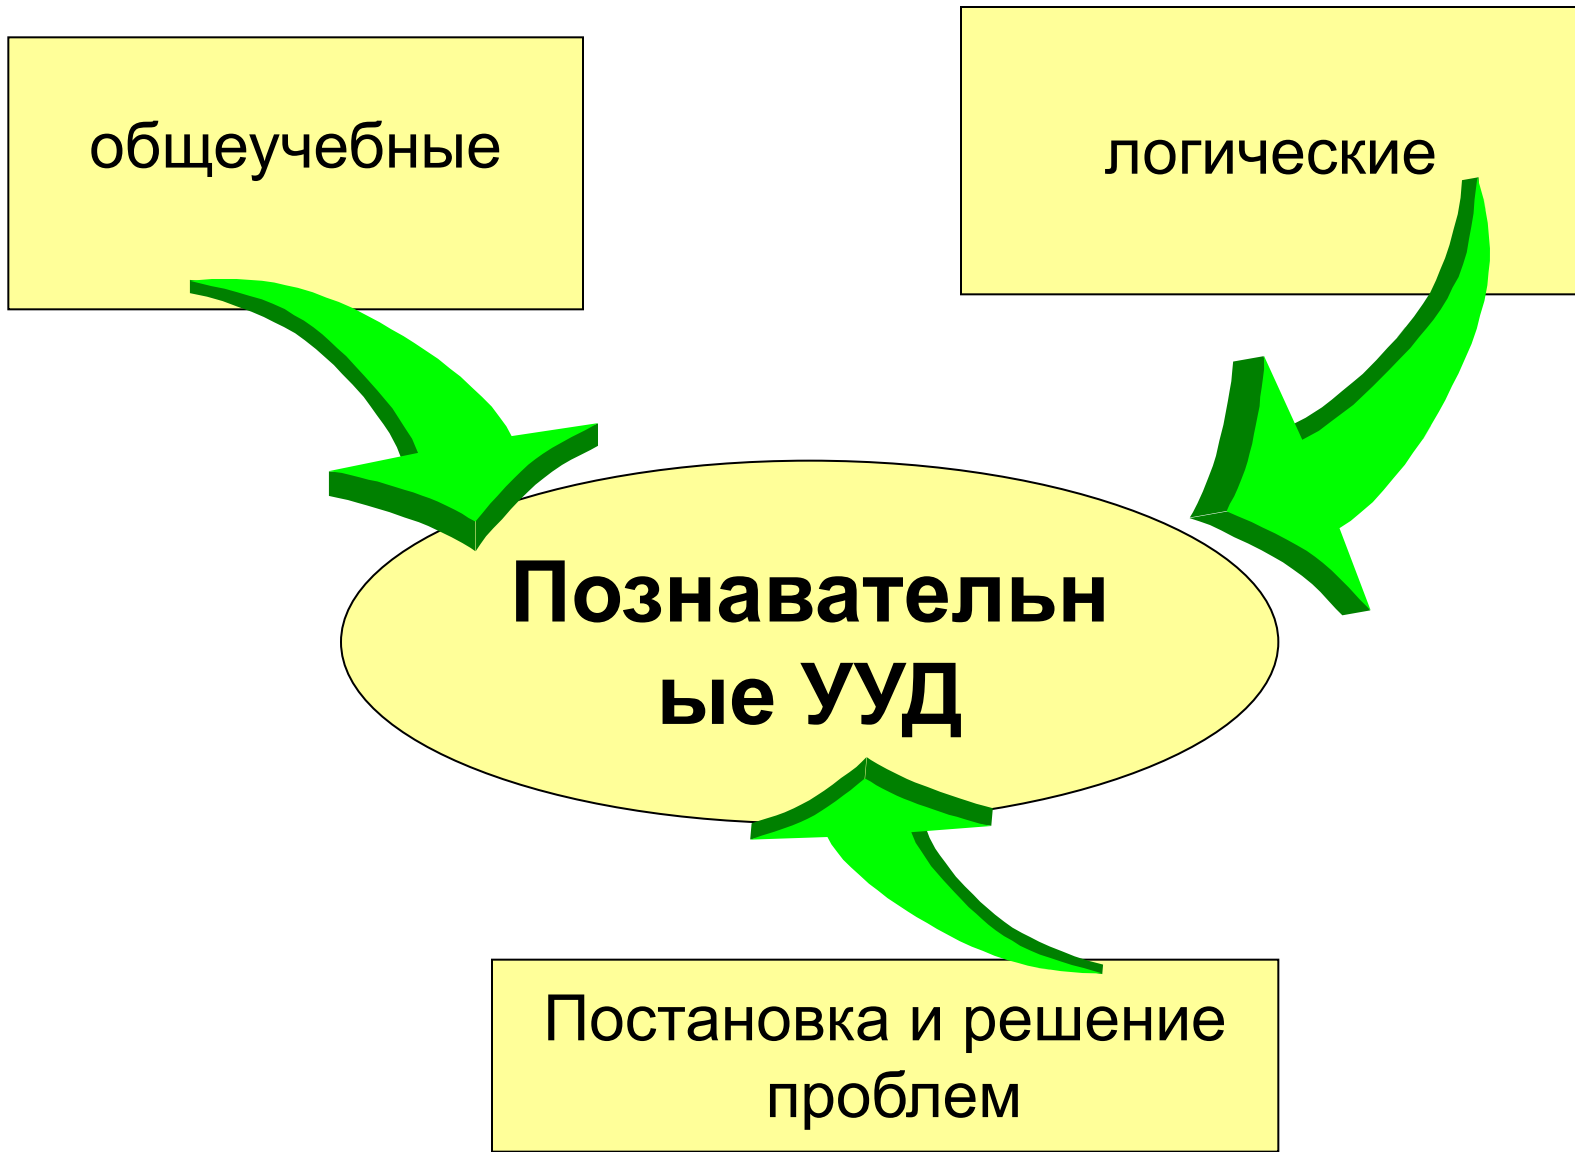 общеучебные
логические
Познавательн
ые УУД
Постановка и решение
проблем